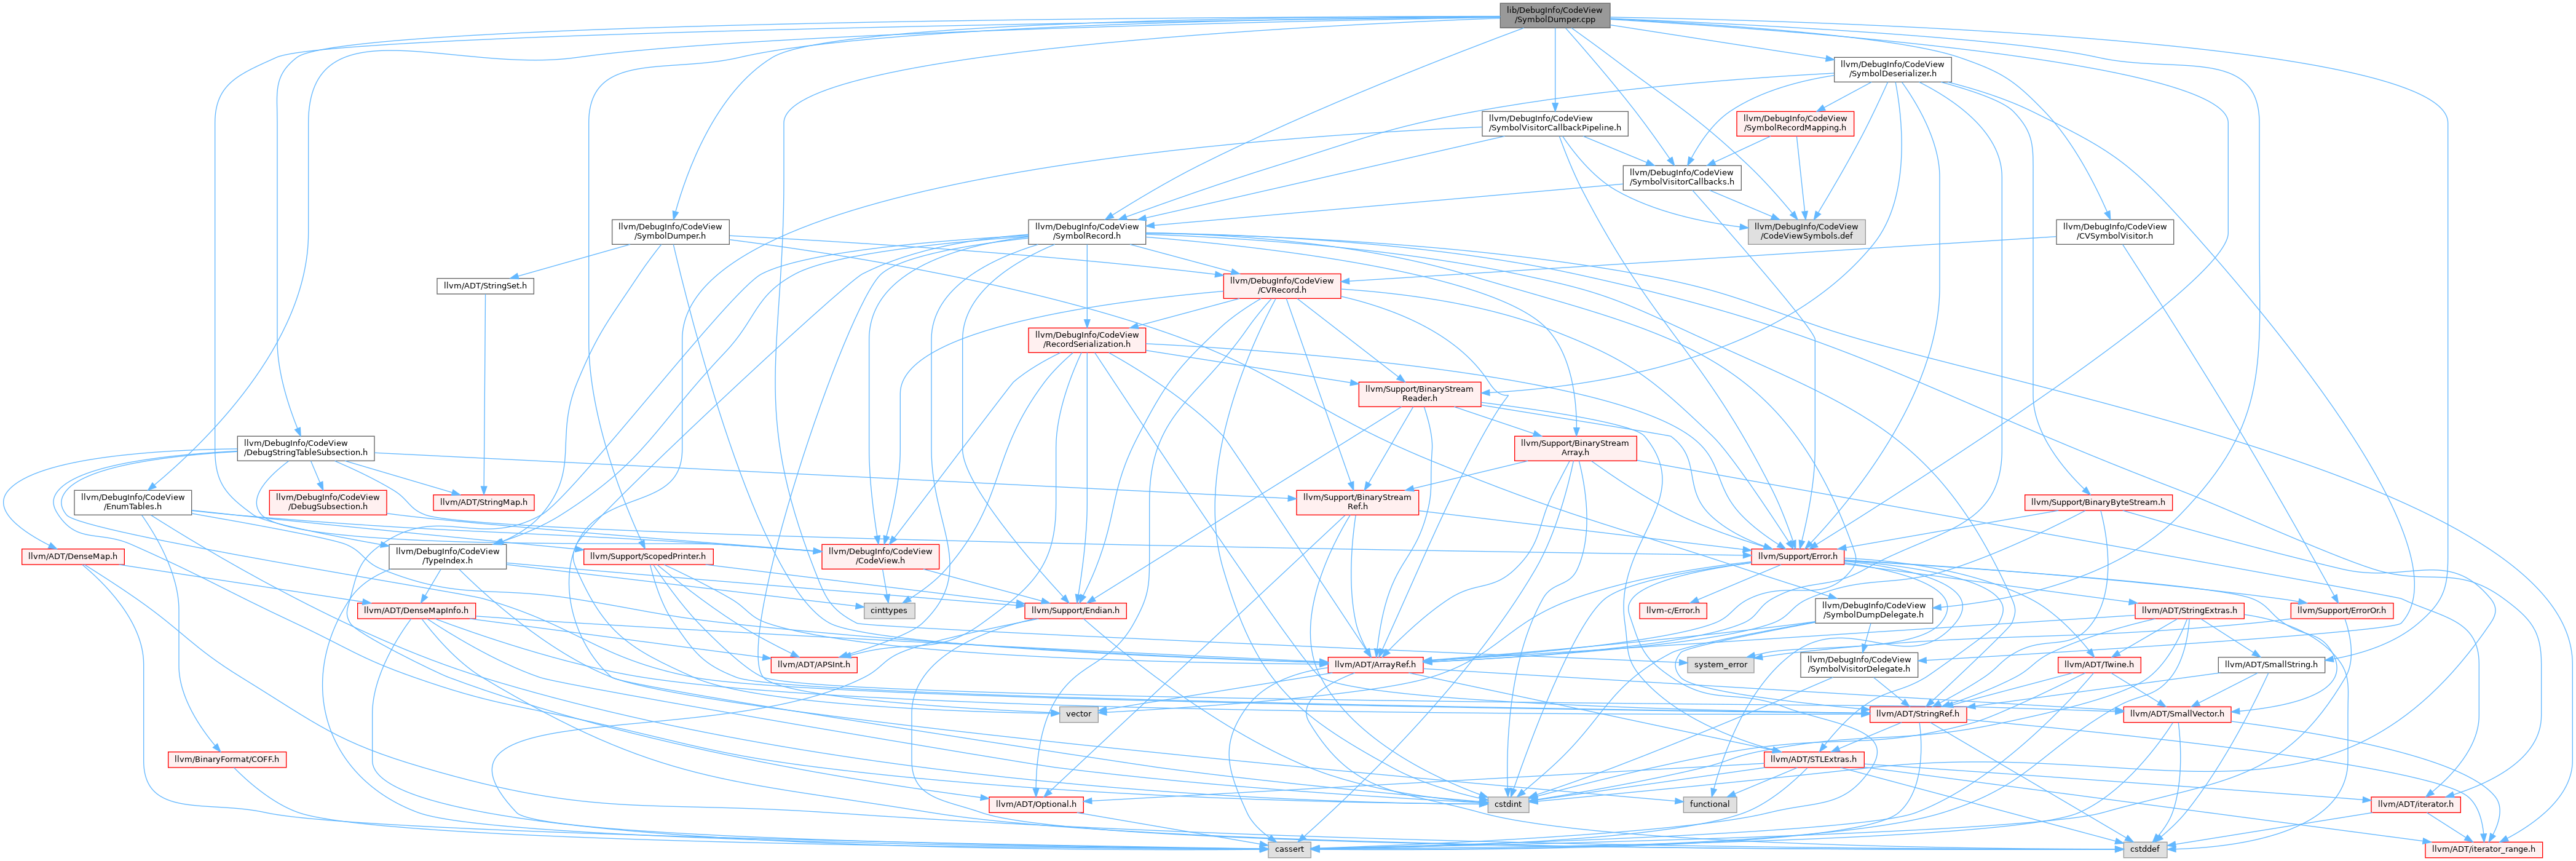 lib/DebugInfo/CodeView
/SymbolDumper.cpp
llvm/DebugInfo/CodeView
/SymbolDeserializer.h
llvm/DebugInfo/CodeView
/SymbolVisitorCallbackPipeline.h
llvm/DebugInfo/CodeView
/SymbolRecordMapping.h
llvm/DebugInfo/CodeView
/SymbolVisitorCallbacks.h
llvm/DebugInfo/CodeView
/SymbolDumper.h
llvm/DebugInfo/CodeView
/SymbolRecord.h
llvm/DebugInfo/CodeView
/CodeViewSymbols.def
llvm/DebugInfo/CodeView
/CVSymbolVisitor.h
llvm/ADT/StringSet.h
llvm/DebugInfo/CodeView
/CVRecord.h
llvm/DebugInfo/CodeView
/RecordSerialization.h
llvm/Support/BinaryStream
Reader.h
llvm/DebugInfo/CodeView
/DebugStringTableSubsection.h
llvm/Support/BinaryStream
Array.h
llvm/DebugInfo/CodeView
/EnumTables.h
llvm/DebugInfo/CodeView
/DebugSubsection.h
llvm/ADT/StringMap.h
llvm/Support/BinaryStream
Ref.h
llvm/Support/BinaryByteStream.h
llvm/ADT/DenseMap.h
llvm/DebugInfo/CodeView
/TypeIndex.h
llvm/Support/ScopedPrinter.h
llvm/DebugInfo/CodeView
/CodeView.h
llvm/Support/Error.h
llvm/ADT/DenseMapInfo.h
cinttypes
llvm/Support/Endian.h
llvm-c/Error.h
llvm/DebugInfo/CodeView
/SymbolDumpDelegate.h
llvm/ADT/StringExtras.h
llvm/Support/ErrorOr.h
llvm/ADT/APSInt.h
system_error
llvm/DebugInfo/CodeView
/SymbolVisitorDelegate.h
llvm/ADT/ArrayRef.h
llvm/ADT/Twine.h
llvm/ADT/SmallString.h
vector
llvm/ADT/StringRef.h
llvm/ADT/SmallVector.h
llvm/BinaryFormat/COFF.h
llvm/ADT/STLExtras.h
llvm/ADT/Optional.h
cstdint
functional
llvm/ADT/iterator.h
cassert
cstddef
llvm/ADT/iterator_range.h